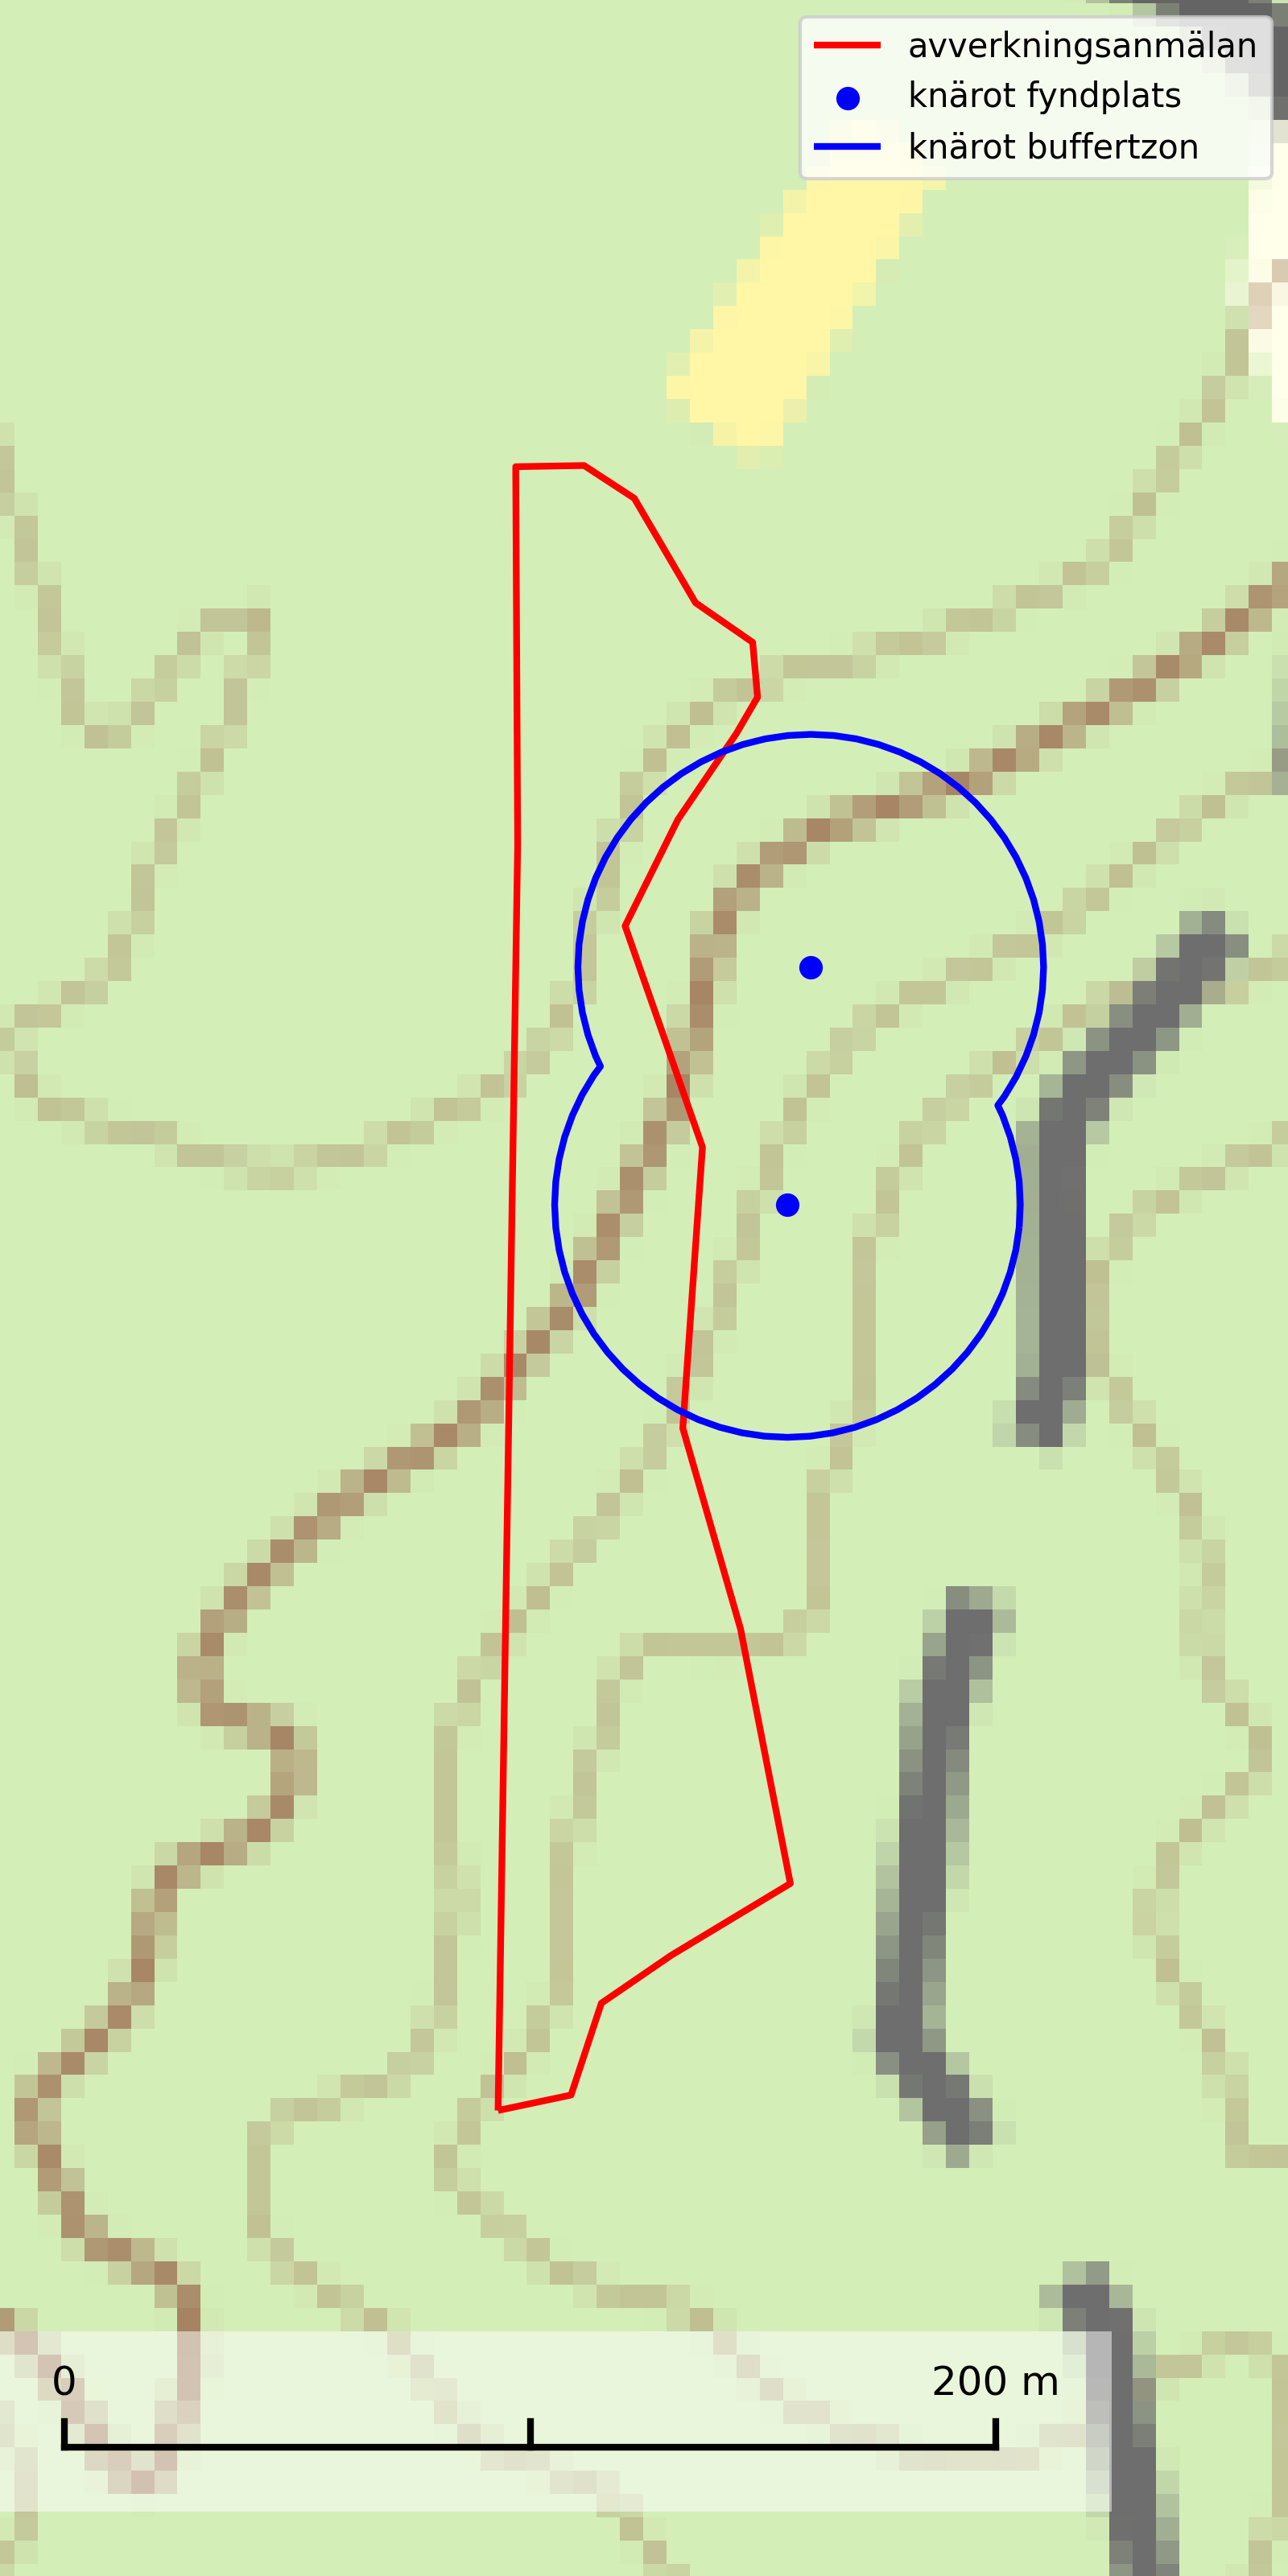 avverkningsanmälan
knärot fyndplats
knärot buffertzon
0 200 m